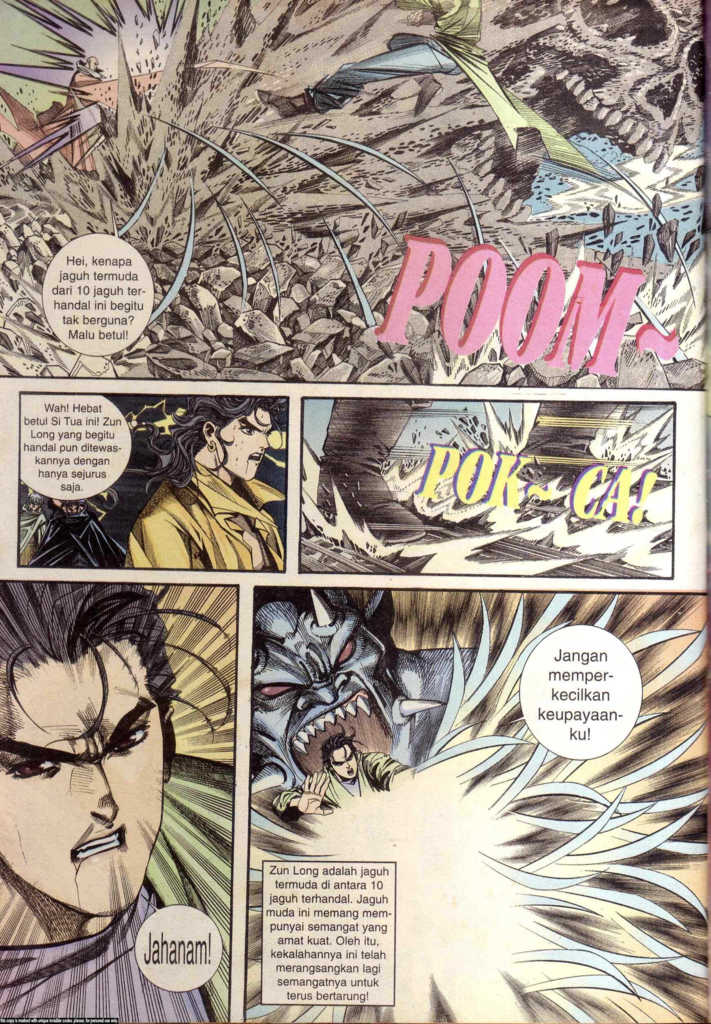 Hei, kenapa
jaguh termuda
dari 10 jaguh ter-
handal ini begitu
tak berguna?
Malu betul!
POOM~
Wah! Hebat
betul Si Tua ini! Zun
Long yang begitu
handal pun ditewas-
kannya dengan
hanya sejurus
saja.
POK~ CA!
Jahanam!
Jangan
memper-
kecilkan
keupayaan-
ku!
Zun Long adalah jaguh
termuda di antara 10
jaguh terhandal. Jaguh
muda ini memang mem-
punyai semangat yang
amat kuat. Oleh itu,
kekalahannya ini telah
merangsangkan lagi
semangatnya untuk
terus bertarung!